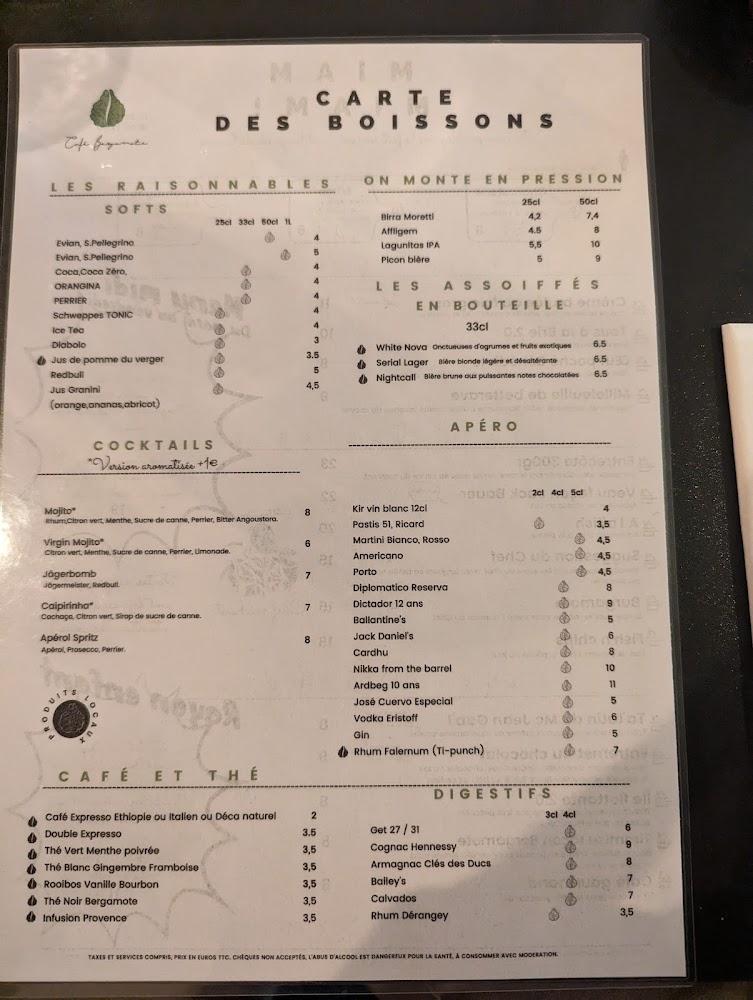 CARTE
DES BOISSONS
Café Bergamote
LES RAISONNABLES
SOFTS
25cl 33cl 50cl 1L
Evian, S.Pellegrino 4
Evian, S.Pellegrino 5
Coca,Coca Zéro, 4
ORANGINA 4
PERRIER 4
Schweppes TONIC 4
Ice Tea 4
Diabolo 3
Jus de pomme du verger 3.5
Redbull 5
Jus Granini 4,5
(orange,ananas,abricot)
ON MONTE EN PRESSION
25cl 50cl
Birra Moretti 4,2 7,4
Affligem 4.5 8
Lagunitas IPA 5,5 10
Picon bière 5 9
LES ASSOIFFÉS
EN BOUTEILLE
33cl
White Nova Onctueuses d'agrumes et fruits exotiques 6.5
Serial Lager Bière blonde légère et désaltérante 6.5
Nightcall Bière brune aux puissantes notes chocolatées 6.5
COCKTAILS
*Version aromatisée +1€
Mojito* 8
Rhum,Citron vert, Menthe, Sucre de canne, Perrier, Bitter Angoustora.
Virgin Mojito* 6
Citron vert, Menthe, Sucre de canne, Perrier, Limonade.
Jägerbomb 7
Jägermeister, Redbull.
Caipirinha* 7
Cachaça, Citron vert, Sirop de sucre de canne.
Apérol Spritz 8
Apérol, Prosecco, Perrier.
PRODUITS LOCAUX
APÉRO
2cl 4cl 5cl
Kir vin blanc 12cl 4
Pastis 51, Ricard 3,5
Martini Bianco, Rosso 4,5
Americano 4,5
Porto 4,5
Diplomatico Reserva 8
Dictador 12 ans 9
Ballantine's 5
Jack Daniel's 6
Cardhu 8
Nikka from the barrel 10
Ardbeg 10 ans 11
José Cuervo Especial 5
Vodka Eristoff 6
Gin 5
Rhum Falernum (Ti-punch) 7
CAFÉ ET THÉ
Café Expresso Ethiopie ou Italien ou Déca naturel 2
Double Expresso 3.5
Thé Vert Menthe poivrée 3,5
Thé Blanc Gingembre Framboise 3,5
Rooibos Vanille Bourbon 3,5
Thé Noir Bergamote 3,5
Infusion Provence 3,5
DIGESTIFS
3cl 4cl
Get 27 / 31 6
Cognac Hennessy 9
Armagnac Clés des Ducs 8
Bailey's 7
Calvados 7
Rhum Dérangey 3,5
TAXES ET SERVICES COMPRIS, PRIX EN EUROS TTC. CHÈQUES NON ACCEPTÉS, L'ABUS D'ALCOOL EST DANGEREUX POUR LA SANTÉ, À CONSOMMER AVEC MODERATION.